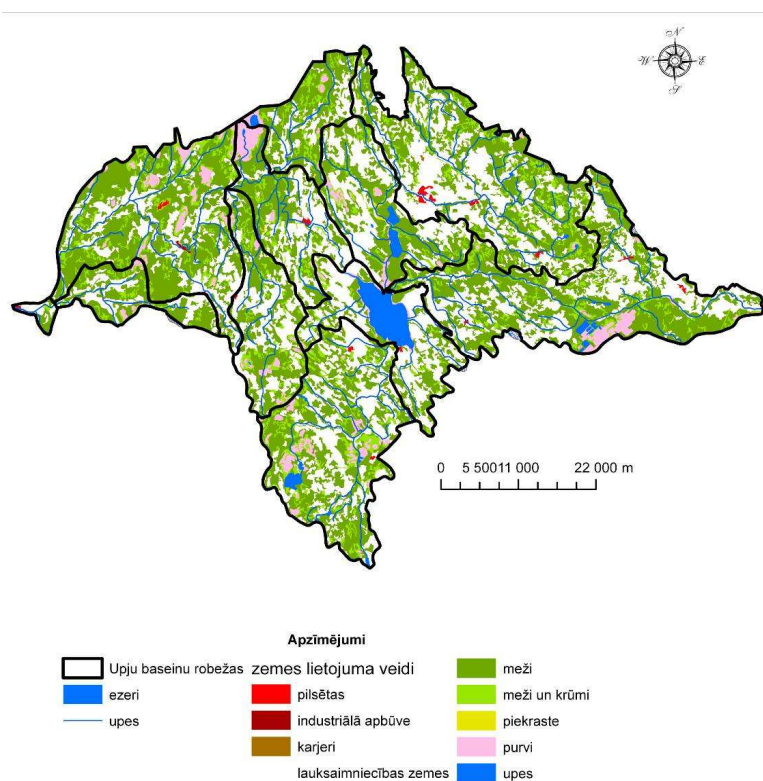 N
W E
S
0 5 50011 000 22 000 m
Apzīmējumi
Upju baseinu robežas
ezeri
upes
zemes lietojuma veidi
pilsētas
industriālā apbūve
karjeri
lauksaimniecības zemes
meži
meži un krūmi
piekraste
purvi
upes